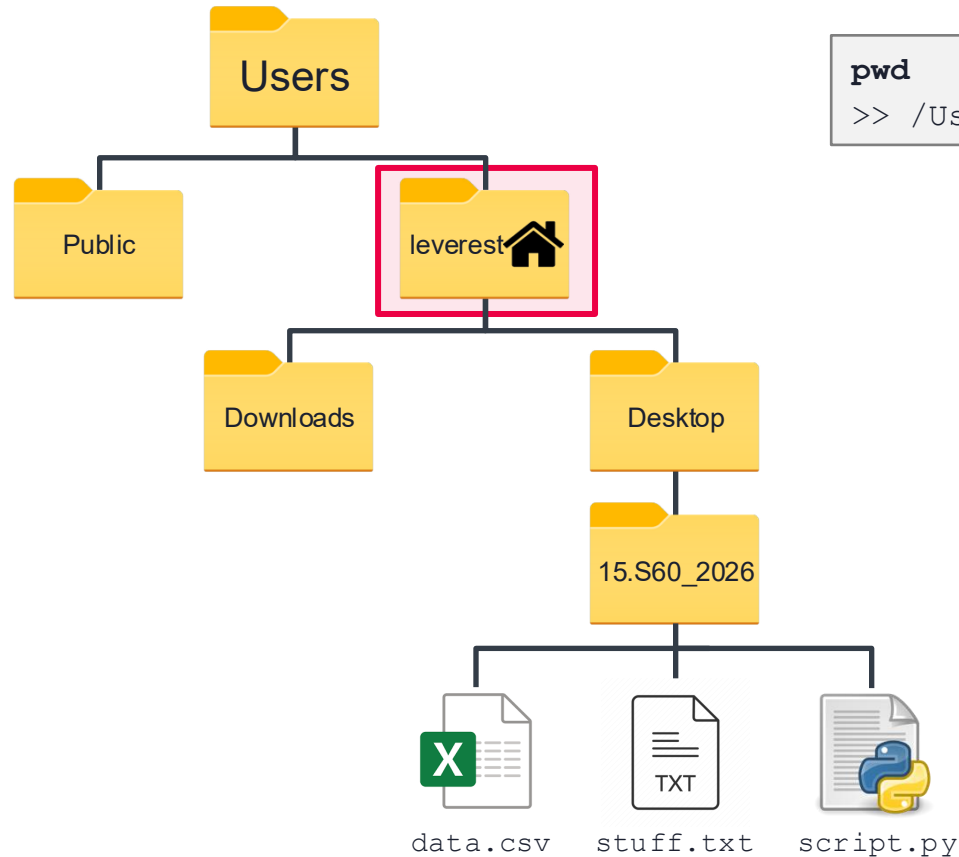 Users
pwd
>> /Us
Public
leverest
Downloads
Desktop
15.S60_2026
X
TXT
data.csv
stuff.txt
script.py